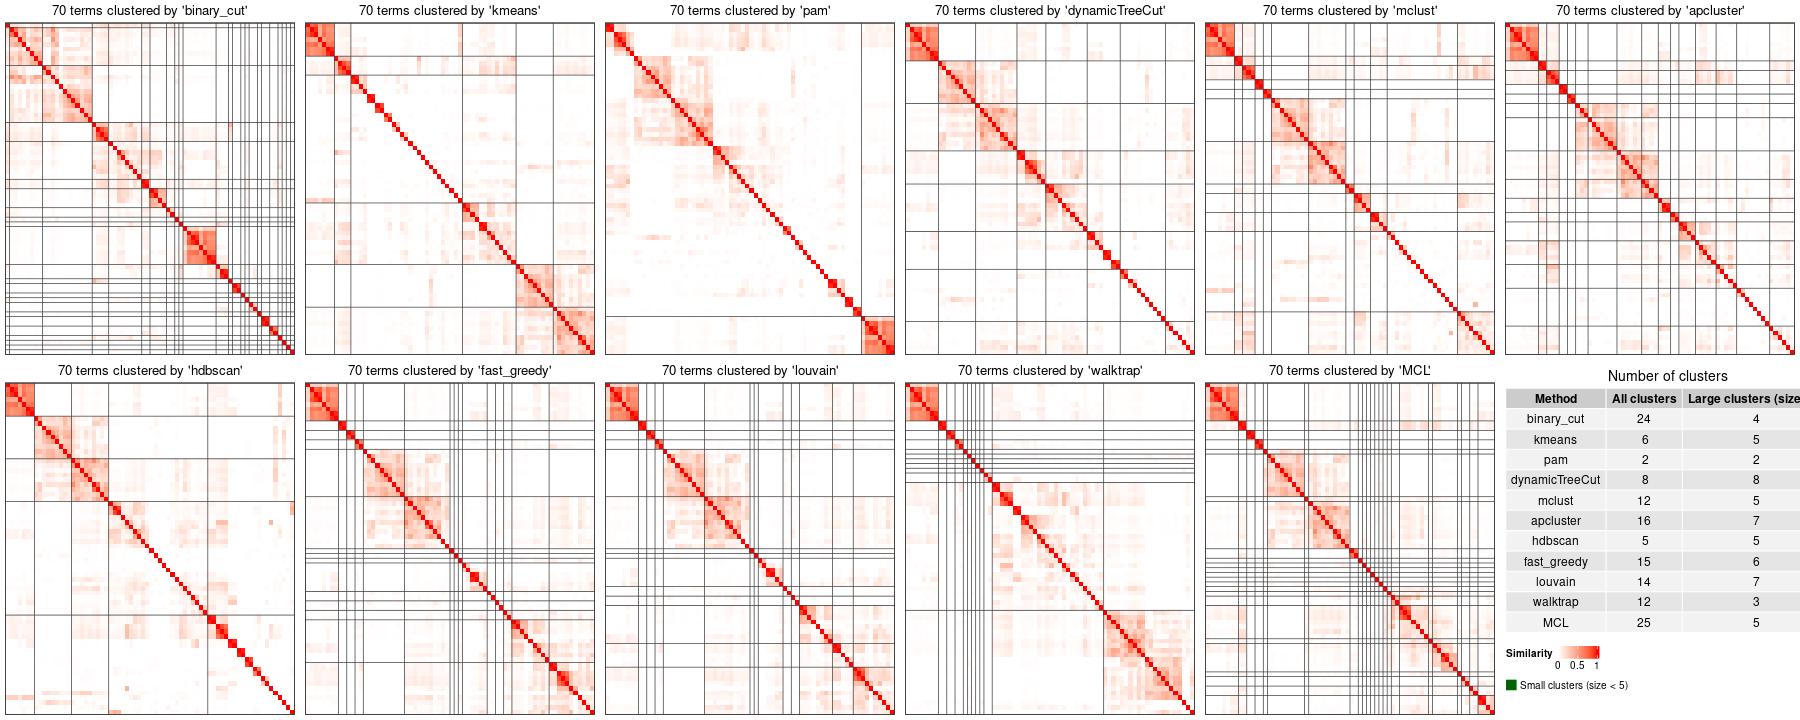 70 terms clustered by 'binary_cut'
70 terms clustered by 'kmeans'
70 terms clustered by 'pam'
70 terms clustered by 'dynamicTreeCut'
70 terms clustered by 'mclust'
70 terms clustered by 'apcluster'
70 terms clustered by 'hdbscan'
70 terms clustered by 'fast_greedy'
70 terms clustered by 'louvain'
70 terms clustered by 'walktrap'
70 terms clustered by 'MCL'
Number of clusters
Method All clusters Large clusters (size
binary_cut 24 4
kmeans 6 5
pam 2 2
dynamicTreeCut 8 8
mclust 12 5
apcluster 16 7
hdbscan 5 5
fast_greedy 15 6
louvain 14 7
walktrap 12 3
MCL 25 5
Similarity
0 0.5 1
Small clusters (size < 5)